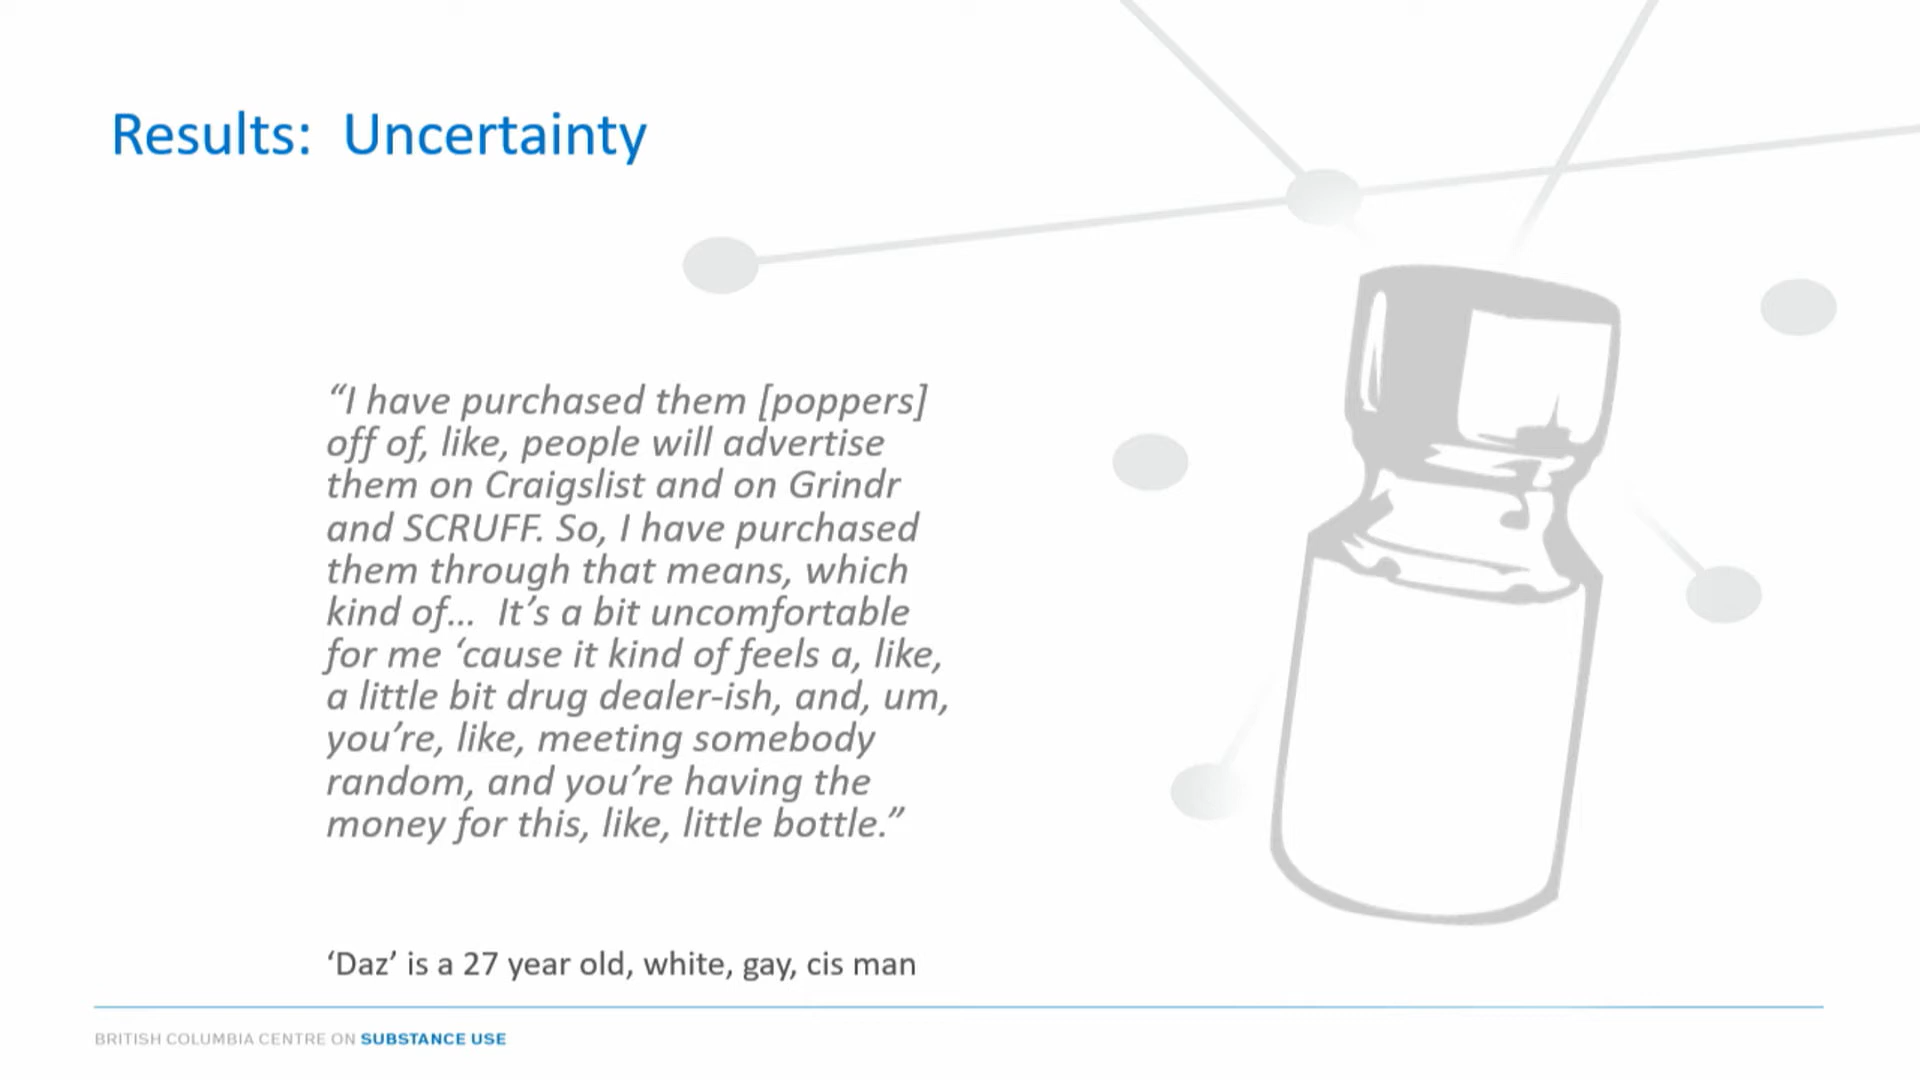 Results:  Uncertainty
“I have purchased them [poppers]
off of, like, people will advertise
them on Craigslist and on Grindr
and SCRUFF. So, I have purchased
them through that means, which
kind of…  It’s a bit uncomfortable
for me ‘cause it kind of feels a, like,
a little bit drug dealer-ish, and, um,
you’re, like, meeting somebody
random, and you’re having the
money for this, like, little bottle.”
‘Daz’ is a 27 year old, white, gay, cis man
BRITISH COLUMBIA CENTRE ON SUBSTANCE USE